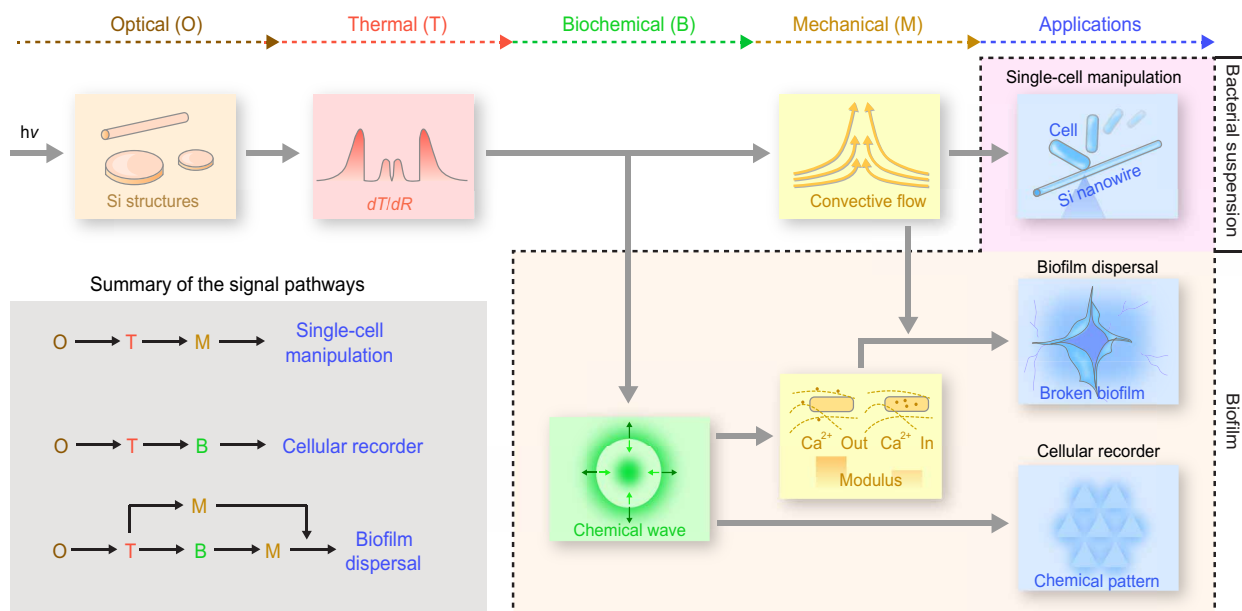 Optical (O)
Thermal (T)
Biochemical (B)
Mechanical (M)
Applications
hν
Si structures
dT/dR
Convective flow
Single-cell manipulation
Cell
Si nanowire
Bacterial suspension
Summary of the signal pathways
O T M Single-cell
manipulation
O T B Cellular recorder
M
O T B M Biofilm
dispersal
Chemical wave
Ca2+ Out Ca2+ In
Modulus
Biofilm dispersal
Broken biofilm
Cellular recorder
Chemical pattern
Biofilm